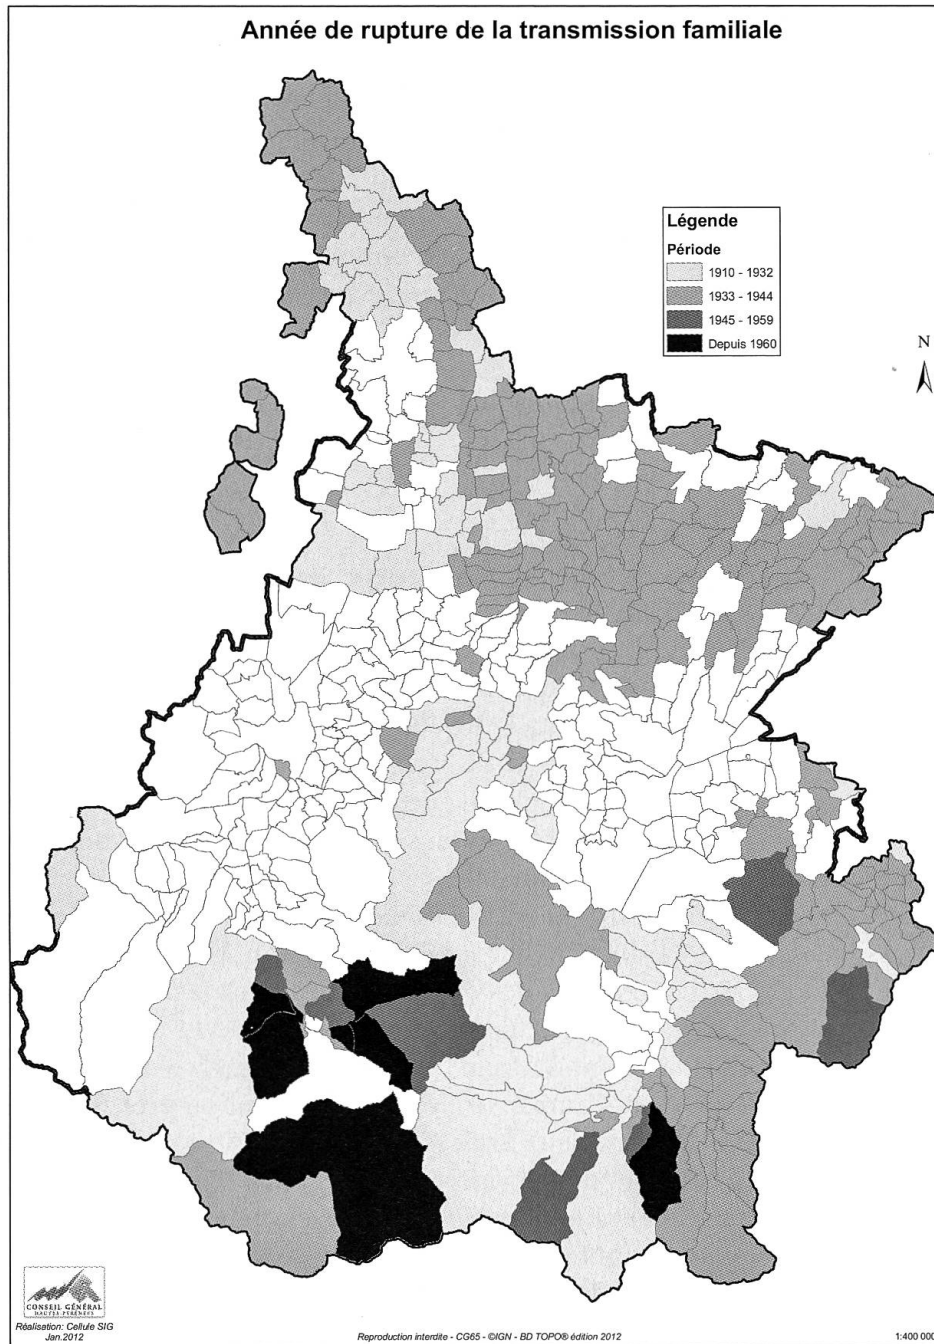 Année de rupture de la transmission familiale
Légende
Période
1910 - 1932
1933 - 1944
1945 - 1959
Depuis 1960
N
CONSEIL GÉNÉRAL
HAUTES-PYRÉNÉES
Réalisation: Cellule SIG
Jan.2012
Reproduction interdite - CG65 - ©IGN - BD TOPO® édition 2012
1:400 000